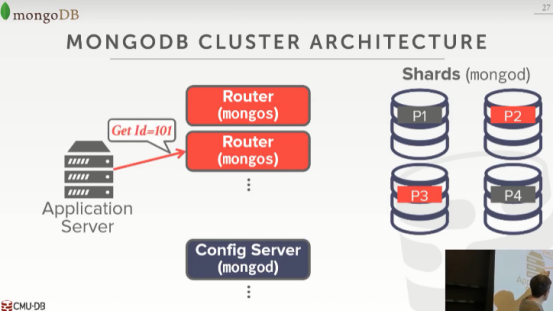 mongoDB
27
MONGODB CLUSTER ARCHITECTURE
Shards (mongod)
Router
(mongos)
Get Id=101
Router
(mongos)
⋮
Application
Server
Config Server
(mongod)
⋮
P1
P2
P3
P4
CMU-DB